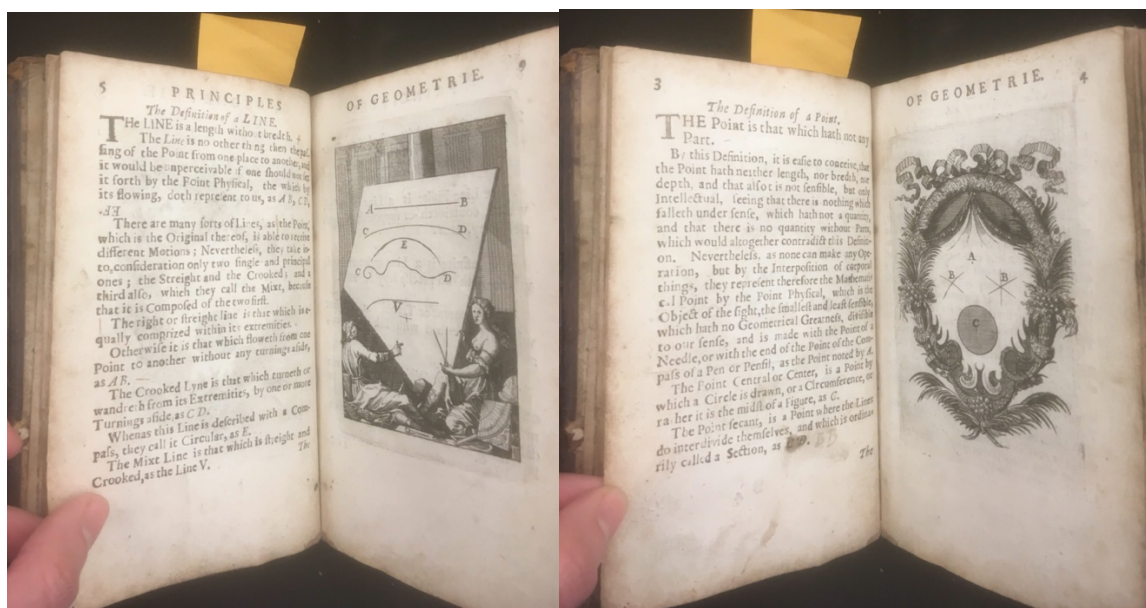 5
PRINCIPLES
The Definition of a LINE.
THe LINE is a length without bredth.
The Line is no other thing then the pas-
sing of the Point from one place to another, and
it would be unperceivable if one should not set
it forth by the Point Physical, the which by
its flowing, doth represent to us, as AB, CD,
EF.
There are many sorts of Lines, as the Point,
which is the Original thereof, is able to receive
different Motions; Nevertheless, they take in-
to consideration only two single and principal
ones; the Streight and the Crooked; and a
third also, which they call the Mixt, because
that it is Composed of the two first.
The right or streight line is that which is e-
qually comprized within its extremities.
Otherwise it is that which floweth from one
Point to another without any turnings aside,
as AB.
The Crooked Lyne is that which turneth or
wandreth from its Extremities, by one or more
Turnings aside as CD.
Whenas this Line is described with a Com-
pass, they call it Circular, as E.
The Mixt Line is that which is streight and
Crooked, as the Line V.
The
OF GEOMETRIE.
A B
C D
E
C D
V
3
The Definition of a Point.
THE Point is that which hath not any
Part.
By this Definition, it is easie to conceive, that
the Point hath neither length, nor bredth, nor
depth, and that also t is not sensible, but only
Intellectual, seeing that there is nothing which
falleth under sense, which hath not a quantity,
and that there is no quantity without Parts,
which would altogether contradict this Definiti-
on. Nevertheless, as none can make any Ope-
ration, but by the Interposition of corporal
things, they represent therefore the Mathemati-
c.l Point by the Point Physical, which is the
Object of the sight, the smallest and least sensible,
which hath no Geometrical Greatness, divisible
to our sense, and is made with the Point of a
Needle, or with the end of the Point of the Com-
pass of a Pen or Pensil, as the Point noted by A.
The Point Central or Center, is a Point by
which a Circle is drawn, or a Circumference, or
rather it is the midst of a Figure, as C.
The Point secant, is a Point where the Lines
do interdivide themselves, and which is ordina-
rily called a Section, as BB
The
OF GEOMETRIE. 4
A
B B
C